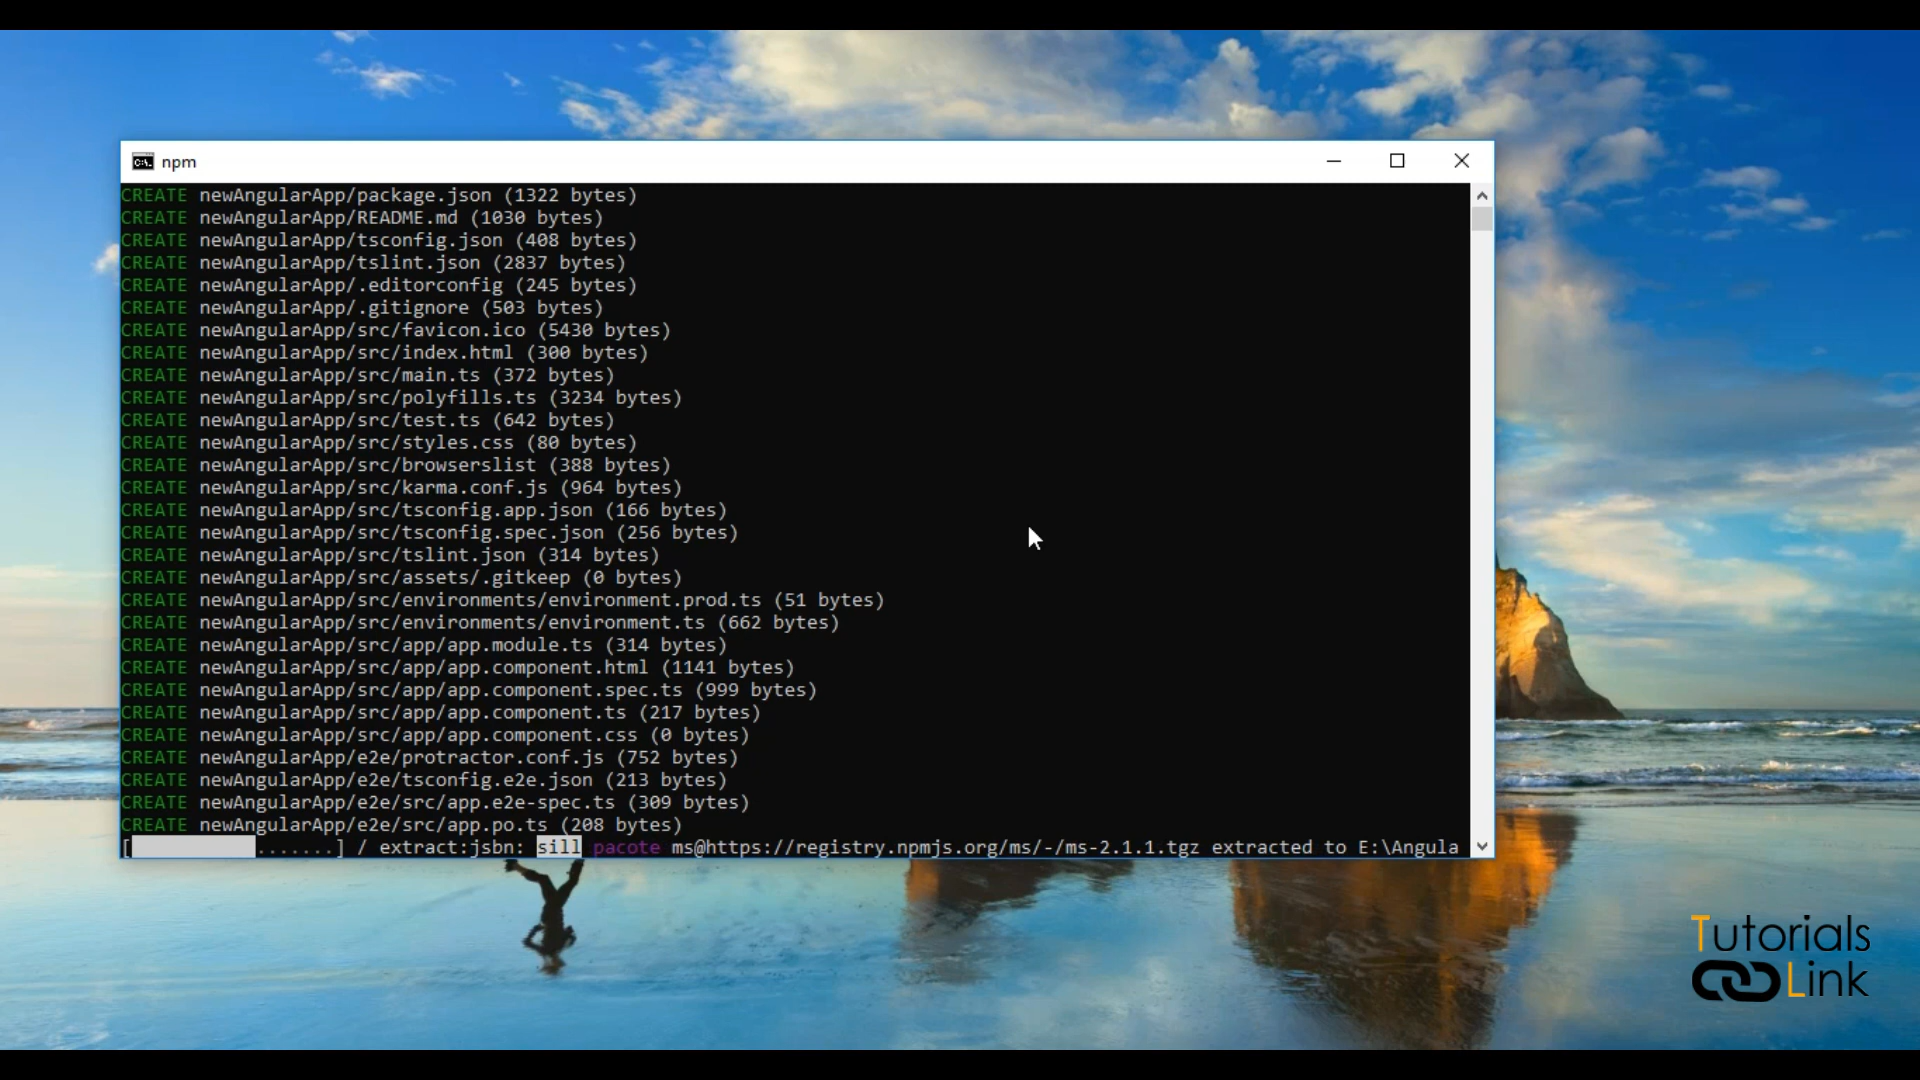 npm
CREATE newAngularApp/package.json (1322 bytes)
CREATE newAngularApp/README.md (1030 bytes)
CREATE newAngularApp/tsconfig.json (408 bytes)
CREATE newAngularApp/tslint.json (2837 bytes)
CREATE newAngularApp/.editorconfig (245 bytes)
CREATE newAngularApp/.gitignore (503 bytes)
CREATE newAngularApp/src/favicon.ico (5430 bytes)
CREATE newAngularApp/src/index.html (300 bytes)
CREATE newAngularApp/src/main.ts (372 bytes)
CREATE newAngularApp/src/polyfills.ts (3234 bytes)
CREATE newAngularApp/src/test.ts (642 bytes)
CREATE newAngularApp/src/styles.css (80 bytes)
CREATE newAngularApp/src/browserslist (388 bytes)
CREATE newAngularApp/src/karma.conf.js (964 bytes)
CREATE newAngularApp/src/tsconfig.app.json (166 bytes)
CREATE newAngularApp/src/tsconfig.spec.json (256 bytes)
CREATE newAngularApp/src/tslint.json (314 bytes)
CREATE newAngularApp/src/assets/.gitkeep (0 bytes)
CREATE newAngularApp/src/environments/environment.prod.ts (51 bytes)
CREATE newAngularApp/src/environments/environment.ts (662 bytes)
CREATE newAngularApp/src/app/app.module.ts (314 bytes)
CREATE newAngularApp/src/app/app.component.html (1141 bytes)
CREATE newAngularApp/src/app/app.component.spec.ts (999 bytes)
CREATE newAngularApp/src/app/app.component.ts (217 bytes)
CREATE newAngularApp/src/app/app.component.css (0 bytes)
CREATE newAngularApp/e2e/protractor.conf.js (752 bytes)
CREATE newAngularApp/e2e/tsconfig.e2e.json (213 bytes)
CREATE newAngularApp/e2e/src/app.e2e-spec.ts (309 bytes)
CREATE newAngularApp/e2e/src/app.po.ts (208 bytes)
[.......] / extract:jsbn: sill pacote ms@https://registry.npmjs.org/ms/-/ms-2.1.1.tgz extracted to E:\Angula
Tutorials
Link